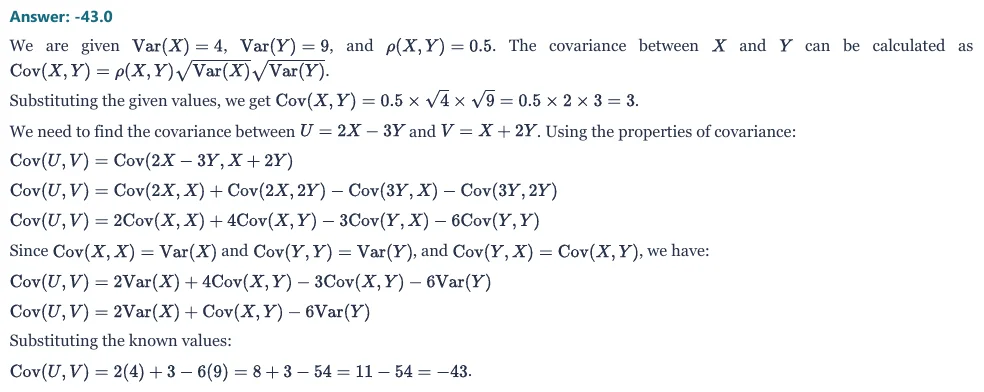 Answer: -43.0
We are given Var(X) = 4, Var(Y) = 9, and ρ(X, Y) = 0.5. The covariance between X and Y can be calculated as
Cov(X, Y) = ρ(X, Y)√Var(X)√Var(Y).
Substituting the given values, we get Cov(X, Y) = 0.5 × √4 × √9 = 0.5 × 2 × 3 = 3.
We need to find the covariance between U = 2X − 3Y and V = X + 2Y. Using the properties of covariance:
Cov(U, V) = Cov(2X − 3Y, X + 2Y)
Cov(U, V) = Cov(2X, X) + Cov(2X, 2Y) − Cov(3Y, X) − Cov(3Y, 2Y)
Cov(U, V) = 2Cov(X, X) + 4Cov(X, Y) − 3Cov(Y, X) − 6Cov(Y, Y)
Since Cov(X, X) = Var(X) and Cov(Y, Y) = Var(Y), and Cov(Y, X) = Cov(X, Y), we have:
Cov(U, V) = 2Var(X) + 4Cov(X, Y) − 3Cov(X, Y) − 6Var(Y)
Cov(U, V) = 2Var(X) + Cov(X, Y) − 6Var(Y)
Substituting the known values:
Cov(U, V) = 2(4) + 3 − 6(9) = 8 + 3 − 54 = 11 − 54 = −43.